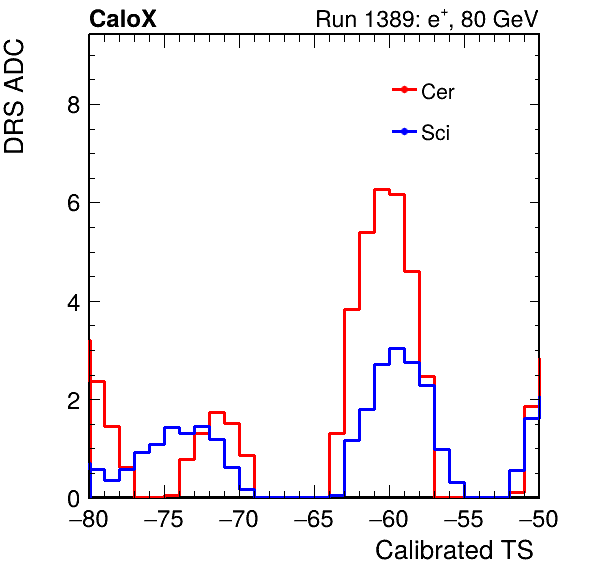 CaloX Run 1389: e⁺, 80 GeV
DRS ADC
Cer
Sci
8
6
4
2
0
−80 −75 −70 −65 −60 −55 −50
Calibrated TS